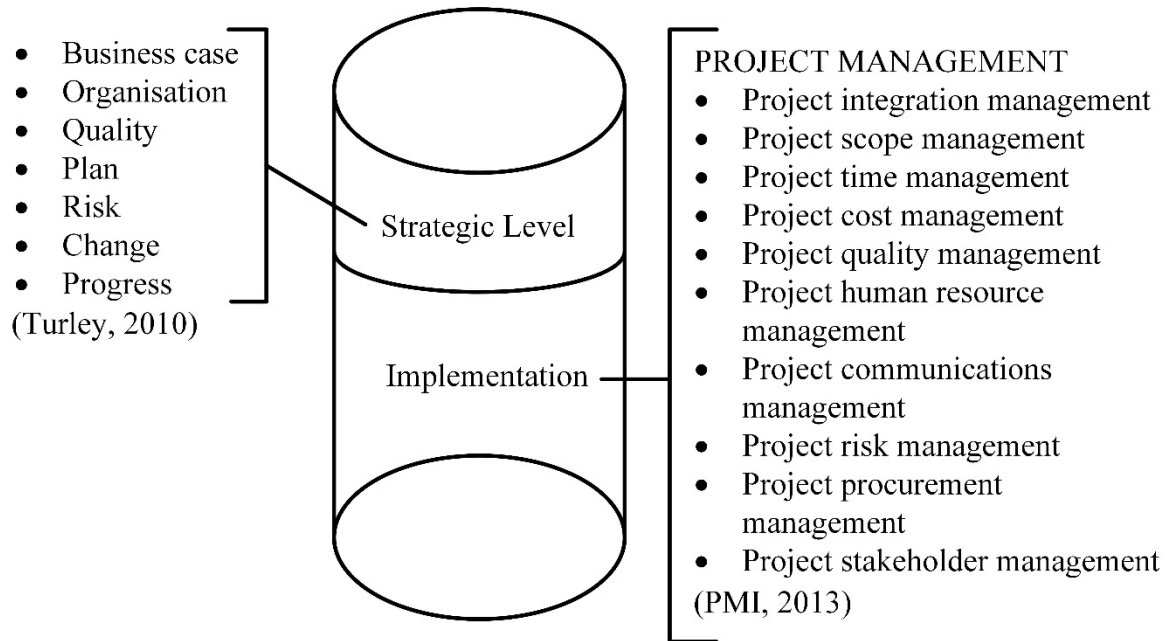 • Business case
• Organisation
• Quality
• Plan
• Risk
• Change
• Progress
(Turley, 2010)
Strategic Level
Implementation
PROJECT MANAGEMENT
• Project integration management
• Project scope management
• Project time management
• Project cost management
• Project quality management
• Project human resource
management
• Project communications
management
• Project risk management
• Project procurement
management
• Project stakeholder management
(PMI, 2013)